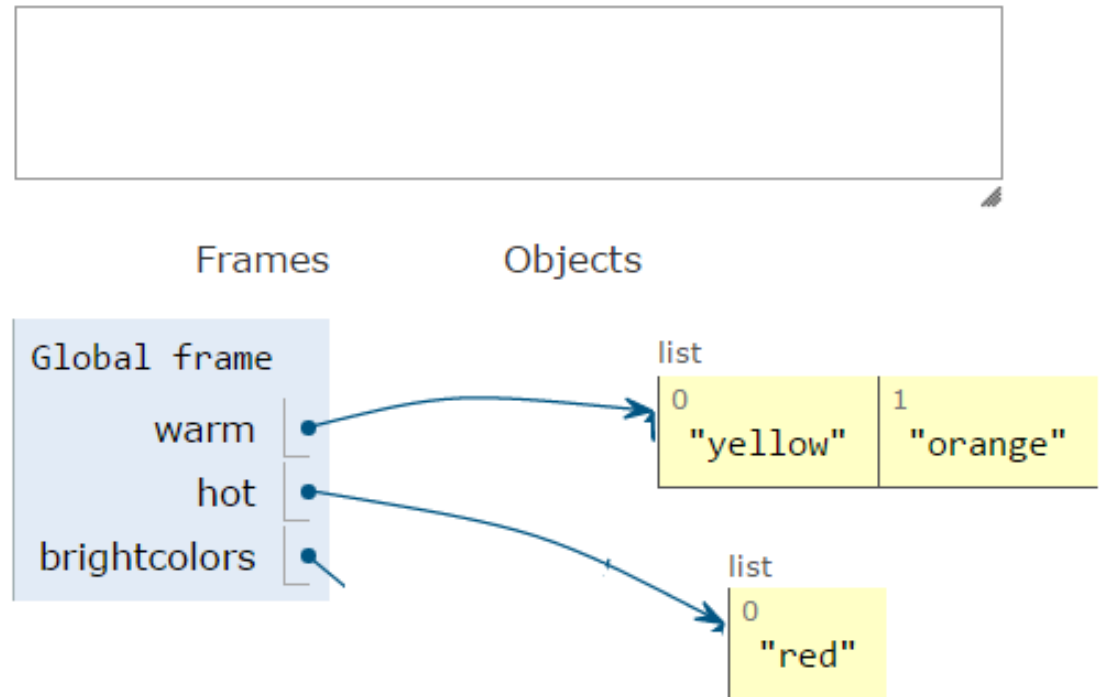 Frames Objects
Global frame
warm
hot
brightcolors
list
0 1
"yellow" "orange"
list
0
"red"